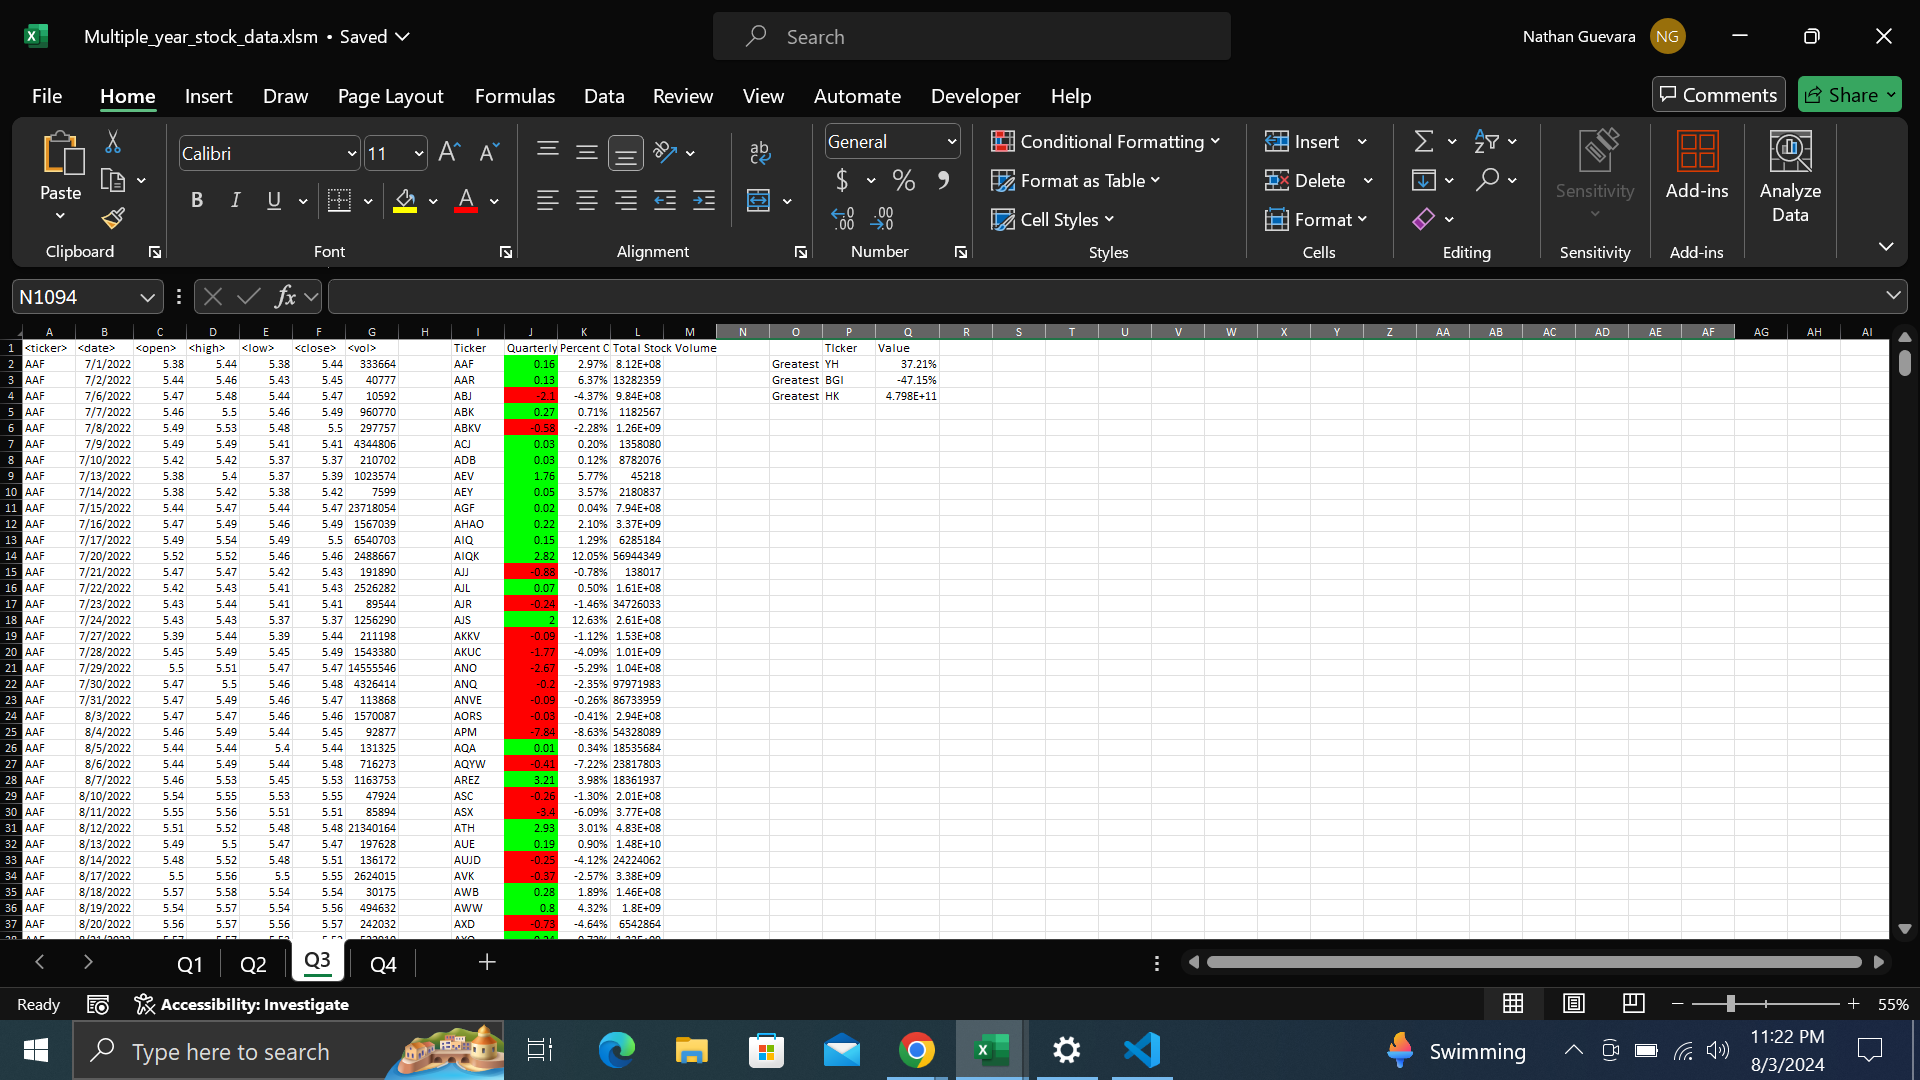 Multiple_year_stock_data.xlsm • Saved
Search
Nathan Guevara NG
File Home Insert Draw Page Layout Formulas Data Review View Automate Developer Help
Comments Share
Paste Calibri 11 General Conditional Formatting Insert
Format as Table Delete
Cell Styles Format
Sensitivity Add-ins Analyze Data
Clipboard Font Alignment Number Styles Cells Editing Sensitivity Add-ins
N1094 fx
A B C D E F G H I J K L M N O P Q R S T U V W X Y Z AA AB AC AD AE AF AG AH AI
1 <ticker> <date> <open> <high> <low> <close> <vol> Ticker Quarterly Percent C Total Stock Volume TIcker Value
2 AAF 7/1/2022 5.38 5.44 5.38 5.44 333664 AAF 0.16 2.97% 8.12E+08 Greatest YH 37.21%
3 AAF 7/2/2022 5.44 5.46 5.43 5.45 40777 AAR 0.13 6.37% 13282359 Greatest BGI -47.15%
4 AAF 7/6/2022 5.47 5.48 5.44 5.47 10592 ABJ -2.1 -4.37% 9.84E+08 Greatest HK 4.798E+11
5 AAF 7/7/2022 5.46 5.5 5.46 5.49 960770 ABK 0.27 0.71% 1182567
6 AAF 7/8/2022 5.49 5.53 5.48 5.5 297757 ABKV -0.58 -2.28% 1.26E+09
7 AAF 7/9/2022 5.49 5.49 5.41 5.41 4344806 ACJ 0.03 0.20% 1358080
8 AAF 7/10/2022 5.42 5.42 5.37 5.37 210702 ADB 0.03 0.12% 8782076
9 AAF 7/13/2022 5.38 5.4 5.37 5.39 1023574 AEV 1.76 5.77% 45218
10 AAF 7/14/2022 5.38 5.42 5.38 5.42 7599 AEY 0.05 3.57% 2180837
11 AAF 7/15/2022 5.44 5.47 5.44 5.47 23718054 AGF 0.02 0.04% 7.94E+08
12 AAF 7/16/2022 5.47 5.49 5.46 5.49 1567039 AHAO 0.22 2.10% 3.37E+09
13 AAF 7/17/2022 5.49 5.54 5.49 5.5 6540703 AIQ 0.15 1.29% 6285184
14 AAF 7/20/2022 5.52 5.52 5.46 5.46 2488667 AIQK 2.82 12.05% 56944349
15 AAF 7/21/2022 5.47 5.47 5.42 5.43 191890 AJJ -0.88 -0.78% 138017
16 AAF 7/22/2022 5.42 5.43 5.41 5.43 2526282 AJL 0.07 0.50% 1.61E+08
17 AAF 7/23/2022 5.43 5.44 5.41 5.41 89544 AJR -0.24 -1.46% 34726033
18 AAF 7/24/2022 5.43 5.43 5.37 5.37 1256290 AJS 2 12.63% 2.61E+08
19 AAF 7/27/2022 5.39 5.44 5.39 5.44 211198 AKKV -0.09 -1.12% 1.53E+08
20 AAF 7/28/2022 5.45 5.49 5.45 5.49 1543380 AKUC -1.77 -4.09% 1.01E+09
21 AAF 7/29/2022 5.5 5.51 5.47 5.47 14555546 ANO -2.67 -5.29% 1.04E+08
22 AAF 7/30/2022 5.47 5.5 5.46 5.48 4326414 ANQ -0.2 -2.35% 97971983
23 AAF 7/31/2022 5.47 5.49 5.46 5.47 113868 ANVE -0.09 -0.26% 86733959
24 AAF 8/3/2022 5.47 5.47 5.46 5.46 1570087 AORS -0.03 -0.41% 2.94E+08
25 AAF 8/4/2022 5.46 5.49 5.44 5.45 92877 APM -7.84 -8.63% 54328089
26 AAF 8/5/2022 5.44 5.44 5.4 5.44 131325 AQA 0.01 0.34% 18535684
27 AAF 8/6/2022 5.44 5.49 5.44 5.48 716273 AQYW -0.41 -7.22% 23817803
28 AAF 8/7/2022 5.46 5.53 5.45 5.53 1163753 AREZ 3.21 3.98% 18361937
29 AAF 8/10/2022 5.54 5.55 5.53 5.55 47924 ASC -0.26 -1.30% 2.01E+08
30 AAF 8/11/2022 5.55 5.56 5.51 5.51 85894 ASX -3.4 -6.09% 3.77E+08
31 AAF 8/12/2022 5.51 5.52 5.48 5.48 21340164 ATH 2.93 3.01% 4.83E+08
32 AAF 8/13/2022 5.49 5.5 5.47 5.47 197628 AUE 0.19 0.90% 1.48E+10
33 AAF 8/14/2022 5.48 5.52 5.48 5.51 136172 AUJD -0.25 -4.12% 24224062
34 AAF 8/17/2022 5.5 5.56 5.5 5.55 2624015 AVK -0.37 -2.57% 3.38E+09
35 AAF 8/18/2022 5.57 5.58 5.54 5.54 30175 AWB 0.28 1.89% 1.46E+08
36 AAF 8/19/2022 5.54 5.57 5.54 5.56 494632 AWW 0.8 4.32% 1.8E+09
37 AAF 8/20/2022 5.56 5.57 5.56 5.57 242032 AXD -0.73 -4.64% 6542864
Q1 Q2 Q3 Q4
Ready Accessibility: Investigate 55%
Type here to search Swimming 11:22 PM
8/3/2024